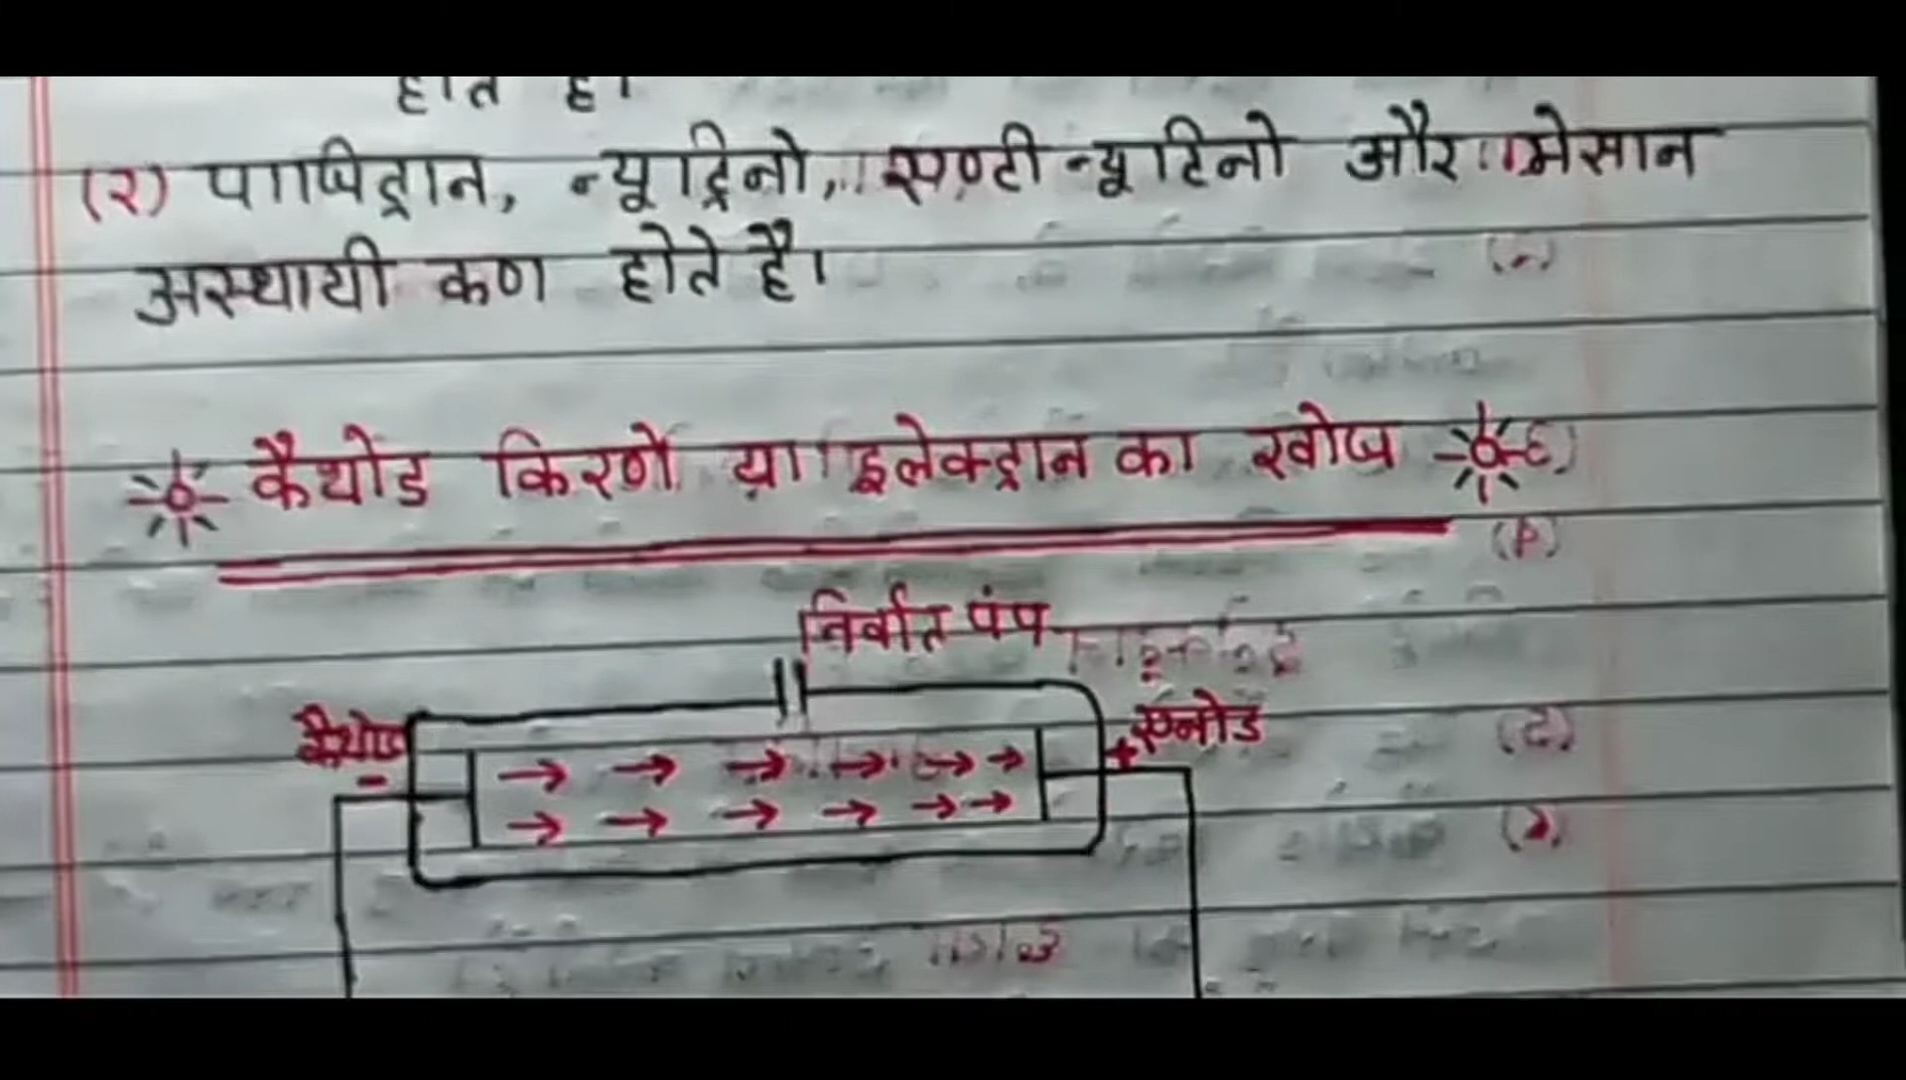 होते है।
(२) पाजिट्रान, न्यूट्रिनो, एण्टी न्यूटिनो और मेसान
अस्थायी कण होते है।
कैथोड किरणे या इलेक्ट्रान का खोज
निर्वात पंप
कैथोड
एनोड
-
+